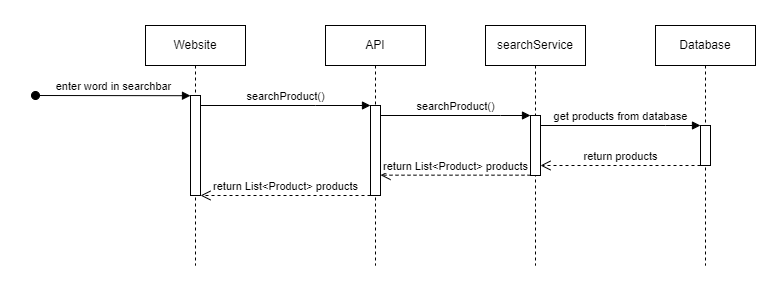 Website
API
searchService
Database
enter word in searchbar
searchProduct()
searchProduct()
get products from database
return products
return List<Product> products
return List<Product> products